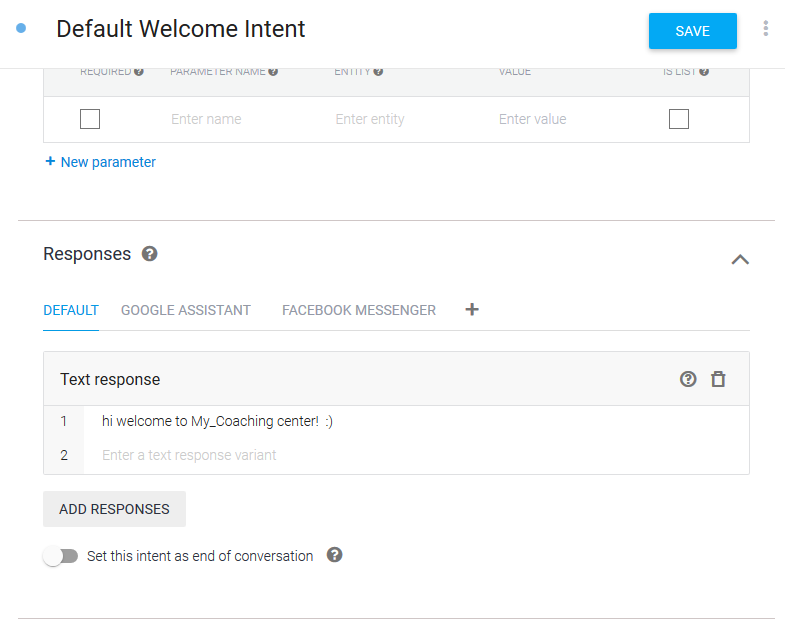 Default Welcome Intent
SAVE
REQUIRED ? PARAMETER NAME ? ENTITY ? VALUE IS LIST ?
Enter name Enter entity Enter value
+ New parameter
Responses ?
DEFAULT GOOGLE ASSISTANT FACEBOOK MESSENGER +
Text response ?
1 hi welcome to My_Coaching center! :)
2 Enter a text response variant
ADD RESPONSES
Set this intent as end of conversation ?